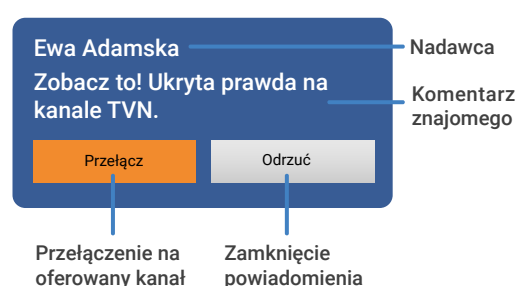 Ewa Adamska
Nadawca
Zobacz to! Ukryta prawda na
kanale TVN.
Komentarz
znajomego
Przełącz
Odrzuć
Przełączenie na
oferowany kanał
Zamknięcie
powiadomienia